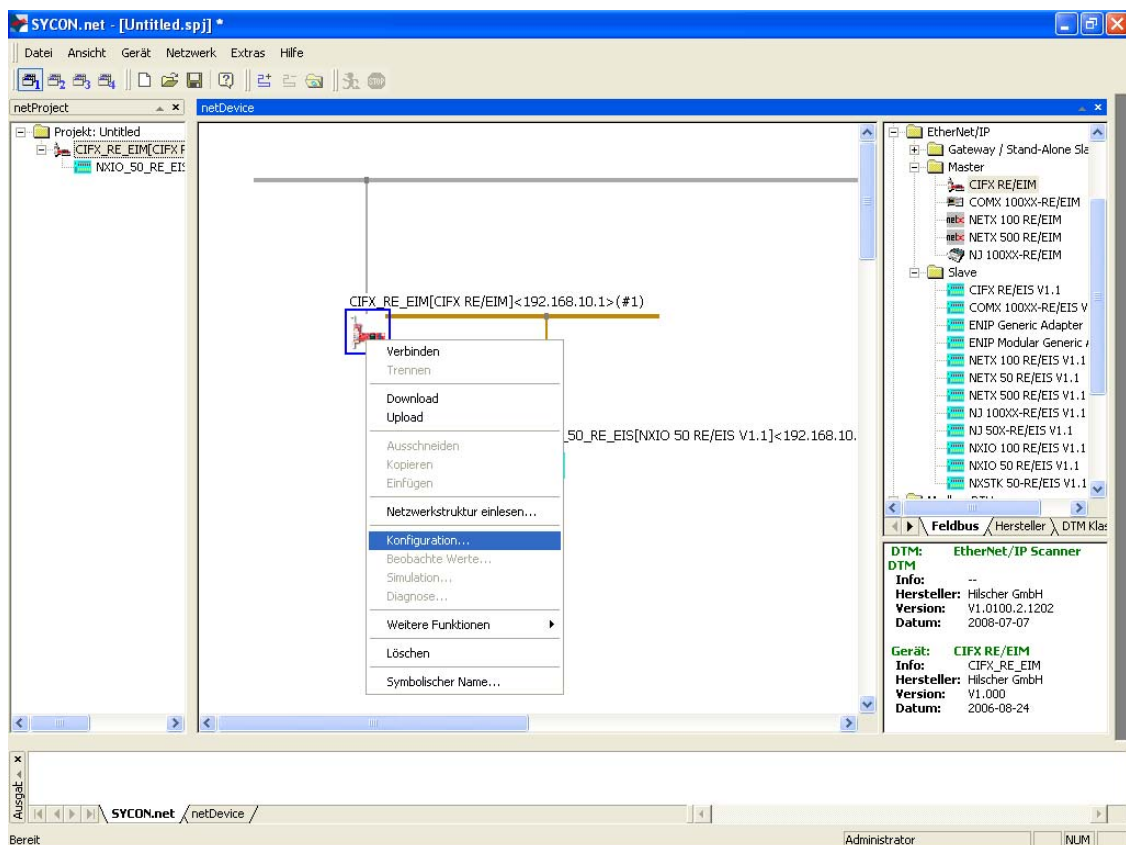 SYCON.net - [Untitled.spj] *
Datei Ansicht Gerät Netzwerk Extras Hilfe
netProject
netDevice
Projekt: Untitled
CIFX_RE_EIM[CIFX R
NXIO_50_RE_EIS
CIFX_RE_EIM[CIFX RE/EIM]<192.168.10.1>(#1)
_50_RE_EIS[NXIO 50 RE/EIS V1.1]<192.168.10.
Verbinden
Trennen
Download
Upload
Ausschneiden
Kopieren
Einfügen
Netzwerkstruktur einlesen...
Konfiguration...
Beobachte Werte...
Simulation...
Diagnose...
Weitere Funktionen
Löschen
Symbolischer Name...
EtherNet/IP
Gateway / Stand-Alone Sla
Master
CIFX RE/EIM
COMX 100XX-RE/EIM
NETX 100 RE/EIM
NETX 500 RE/EIM
NJ 100XX-RE/EIM
Slave
CIFX RE/EIS V1.1
COMX 100XX-RE/EIS V
ENIP Generic Adapter
ENIP Modular Generic A
NETX 100 RE/EIS V1.1
NETX 50 RE/EIS V1.1
NETX 500 RE/EIS V1.1
NJ 100XX-RE/EIS V1.1
NJ 50X-RE/EIS V1.1
NXIO 100 RE/EIS V1.1
NXIO 50 RE/EIS V1.1
NXSTK 50-RE/EIS V1.1
Feldbus Hersteller DTM Klas
DTM: EtherNet/IP Scanner
DTM
Info: --
Hersteller: Hilscher GmbH
Version: V1.0100.2.1202
Datum: 2008-07-07
Gerät: CIFX RE/EIM
Info: CIFX_RE_EIM
Hersteller: Hilscher GmbH
Version: V1.000
Datum: 2006-08-24
Ausgab
SYCON.net netDevice
Bereit
Administrator
NUM